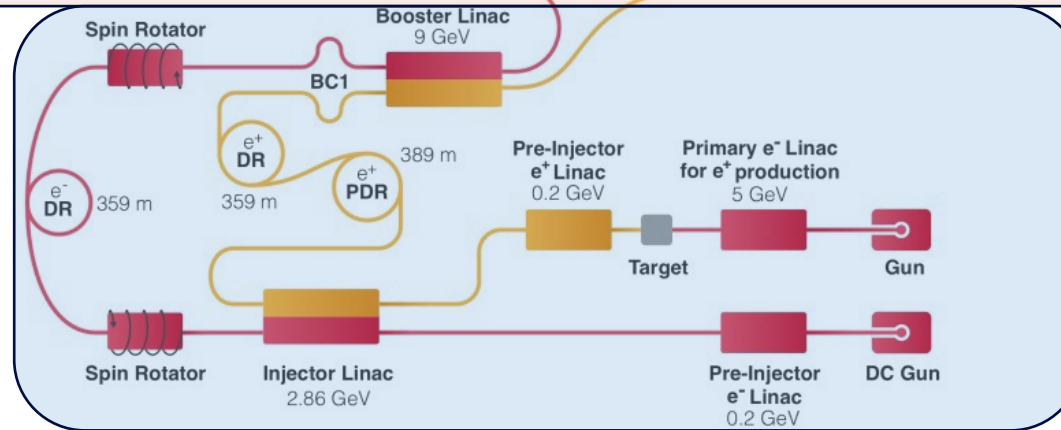 Spin Rotator
Booster Linac
9 GeV
BC1
e+
DR
359 m
e+
PDR
389 m
e-
DR
359 m
Pre-Injector
e+ Linac
0.2 GeV
Primary e- Linac
for e+ production
5 GeV
Target
Gun
Spin Rotator
Injector Linac
2.86 GeV
Pre-Injector
e- Linac
0.2 GeV
DC Gun